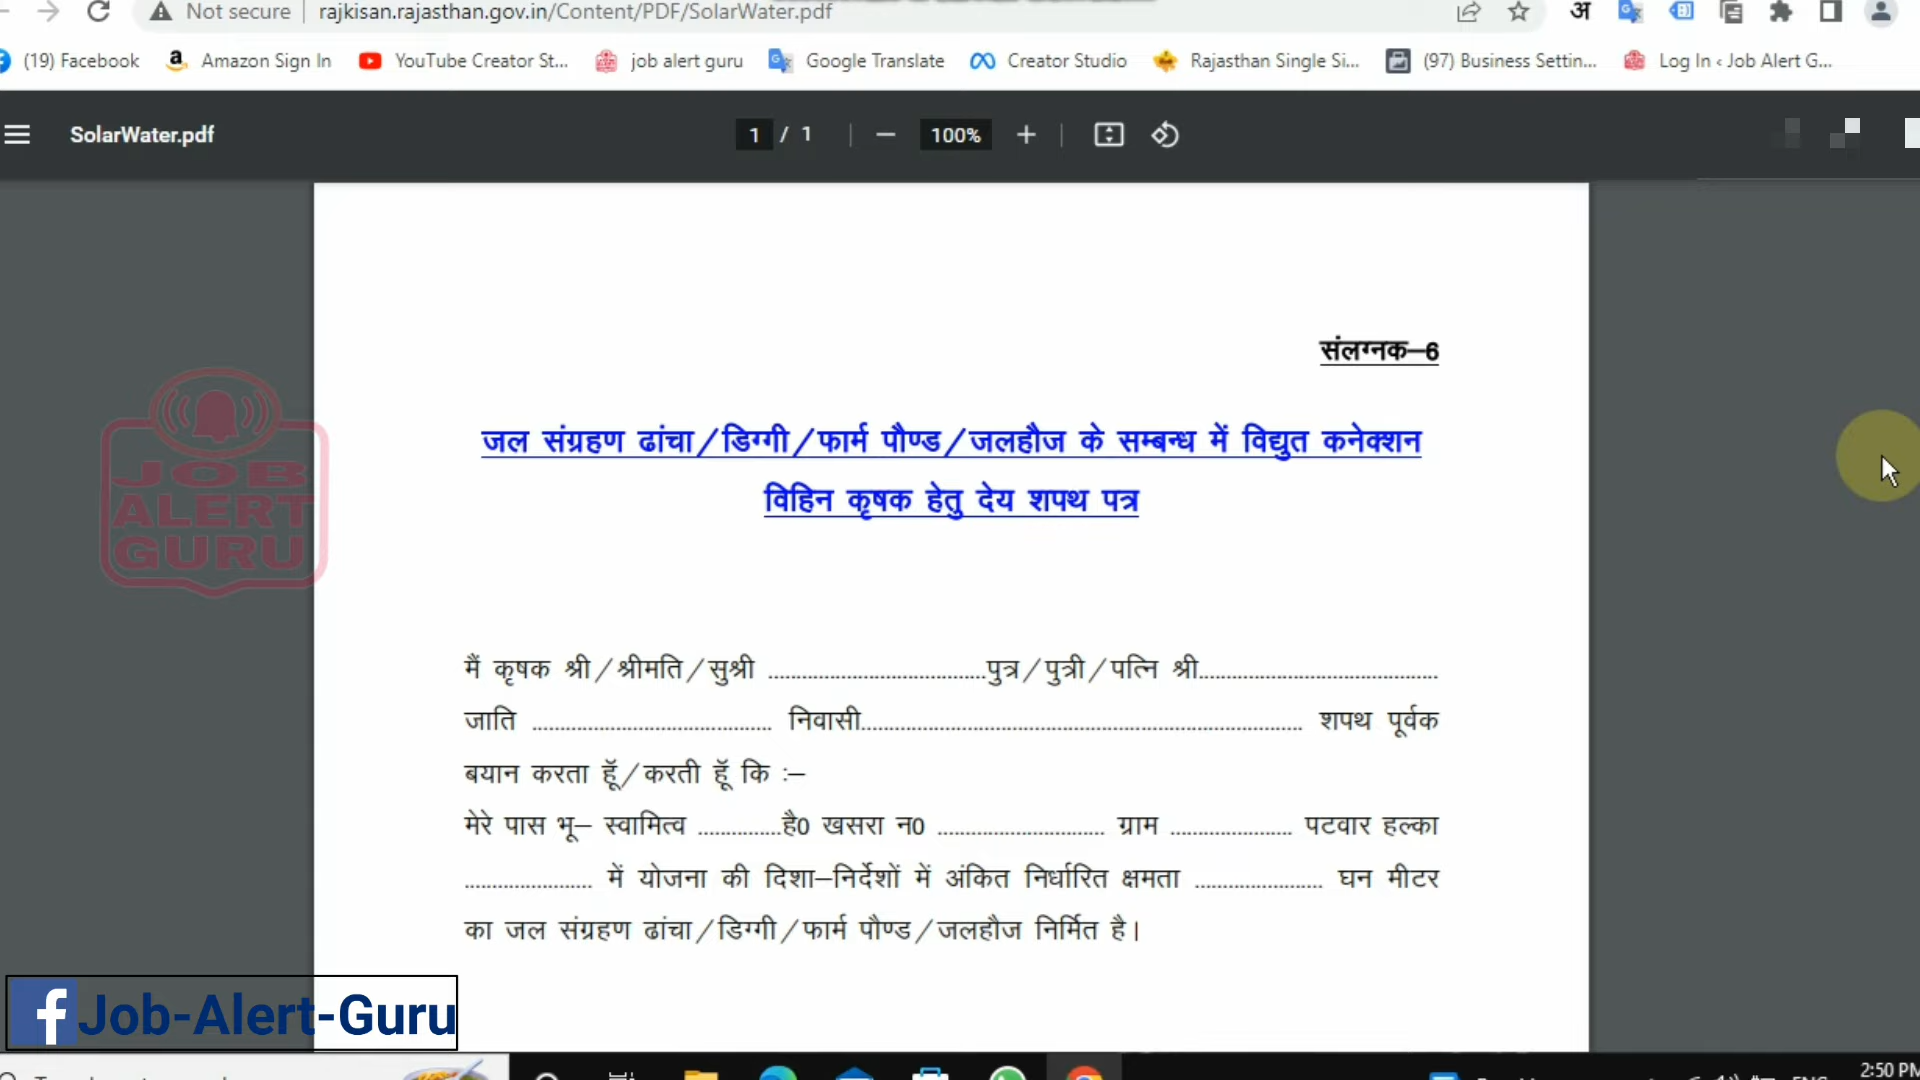 Not secure | rajkisan.rajasthan.gov.in/Content/PDF/SolarWater.pdf
(19) Facebook Amazon Sign In YouTube Creator St... job alert guru Google Translate Creator Studio Rajasthan Single Si... (97) Business Settin... Log In ‹ Job Alert G...
SolarWater.pdf 1 / 1 100%
संलग्नक–6
जल संग्रहण ढांचा/डिग्गी/फार्म पौण्ड/जलहौज के सम्बन्ध में विद्युत कनेक्शन
विहिन कृषक हेतु देय शपथ पत्र
JOB
ALERT
GURU
मैं कृषक श्री/श्रीमति/सुश्री ......................................पुत्र/पुत्री/पत्नि श्री..........................................
जाति .......................................... निवासी.............................................................................. शपथ पूर्वक
बयान करता हूॅ/करती हूॅ कि :–
मेरे पास भू– स्वामित्व ...............है0 खसरा न0 .............................. ग्राम ...................... पटवार हल्का
....................... में योजना की दिशा–निर्देशों में अंकित निर्धारित क्षमता ....................... घन मीटर
का जल संग्रहण ढांचा/डिग्गी/फार्म पौण्ड/जलहौज निर्मित है।
Job-Alert-Guru
2:50 PM